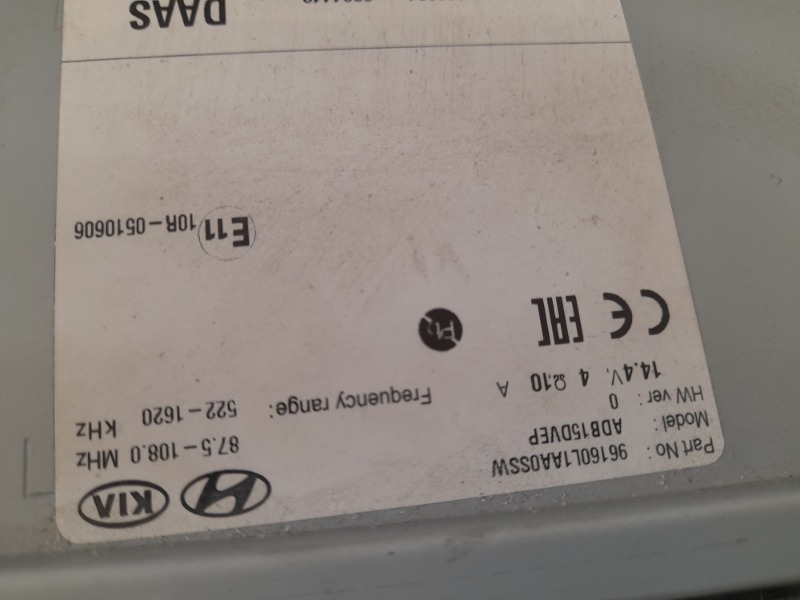 KIA
Part No : 96160L1AA0SSW
Model : ADB15DVEP
HW ver : 0
14.4V, 4 Ω,10 A
Frequency range:
87.5-108.0 MHz
522-1620 kHz
CE EAC
E11 10R-0510606
DAAS